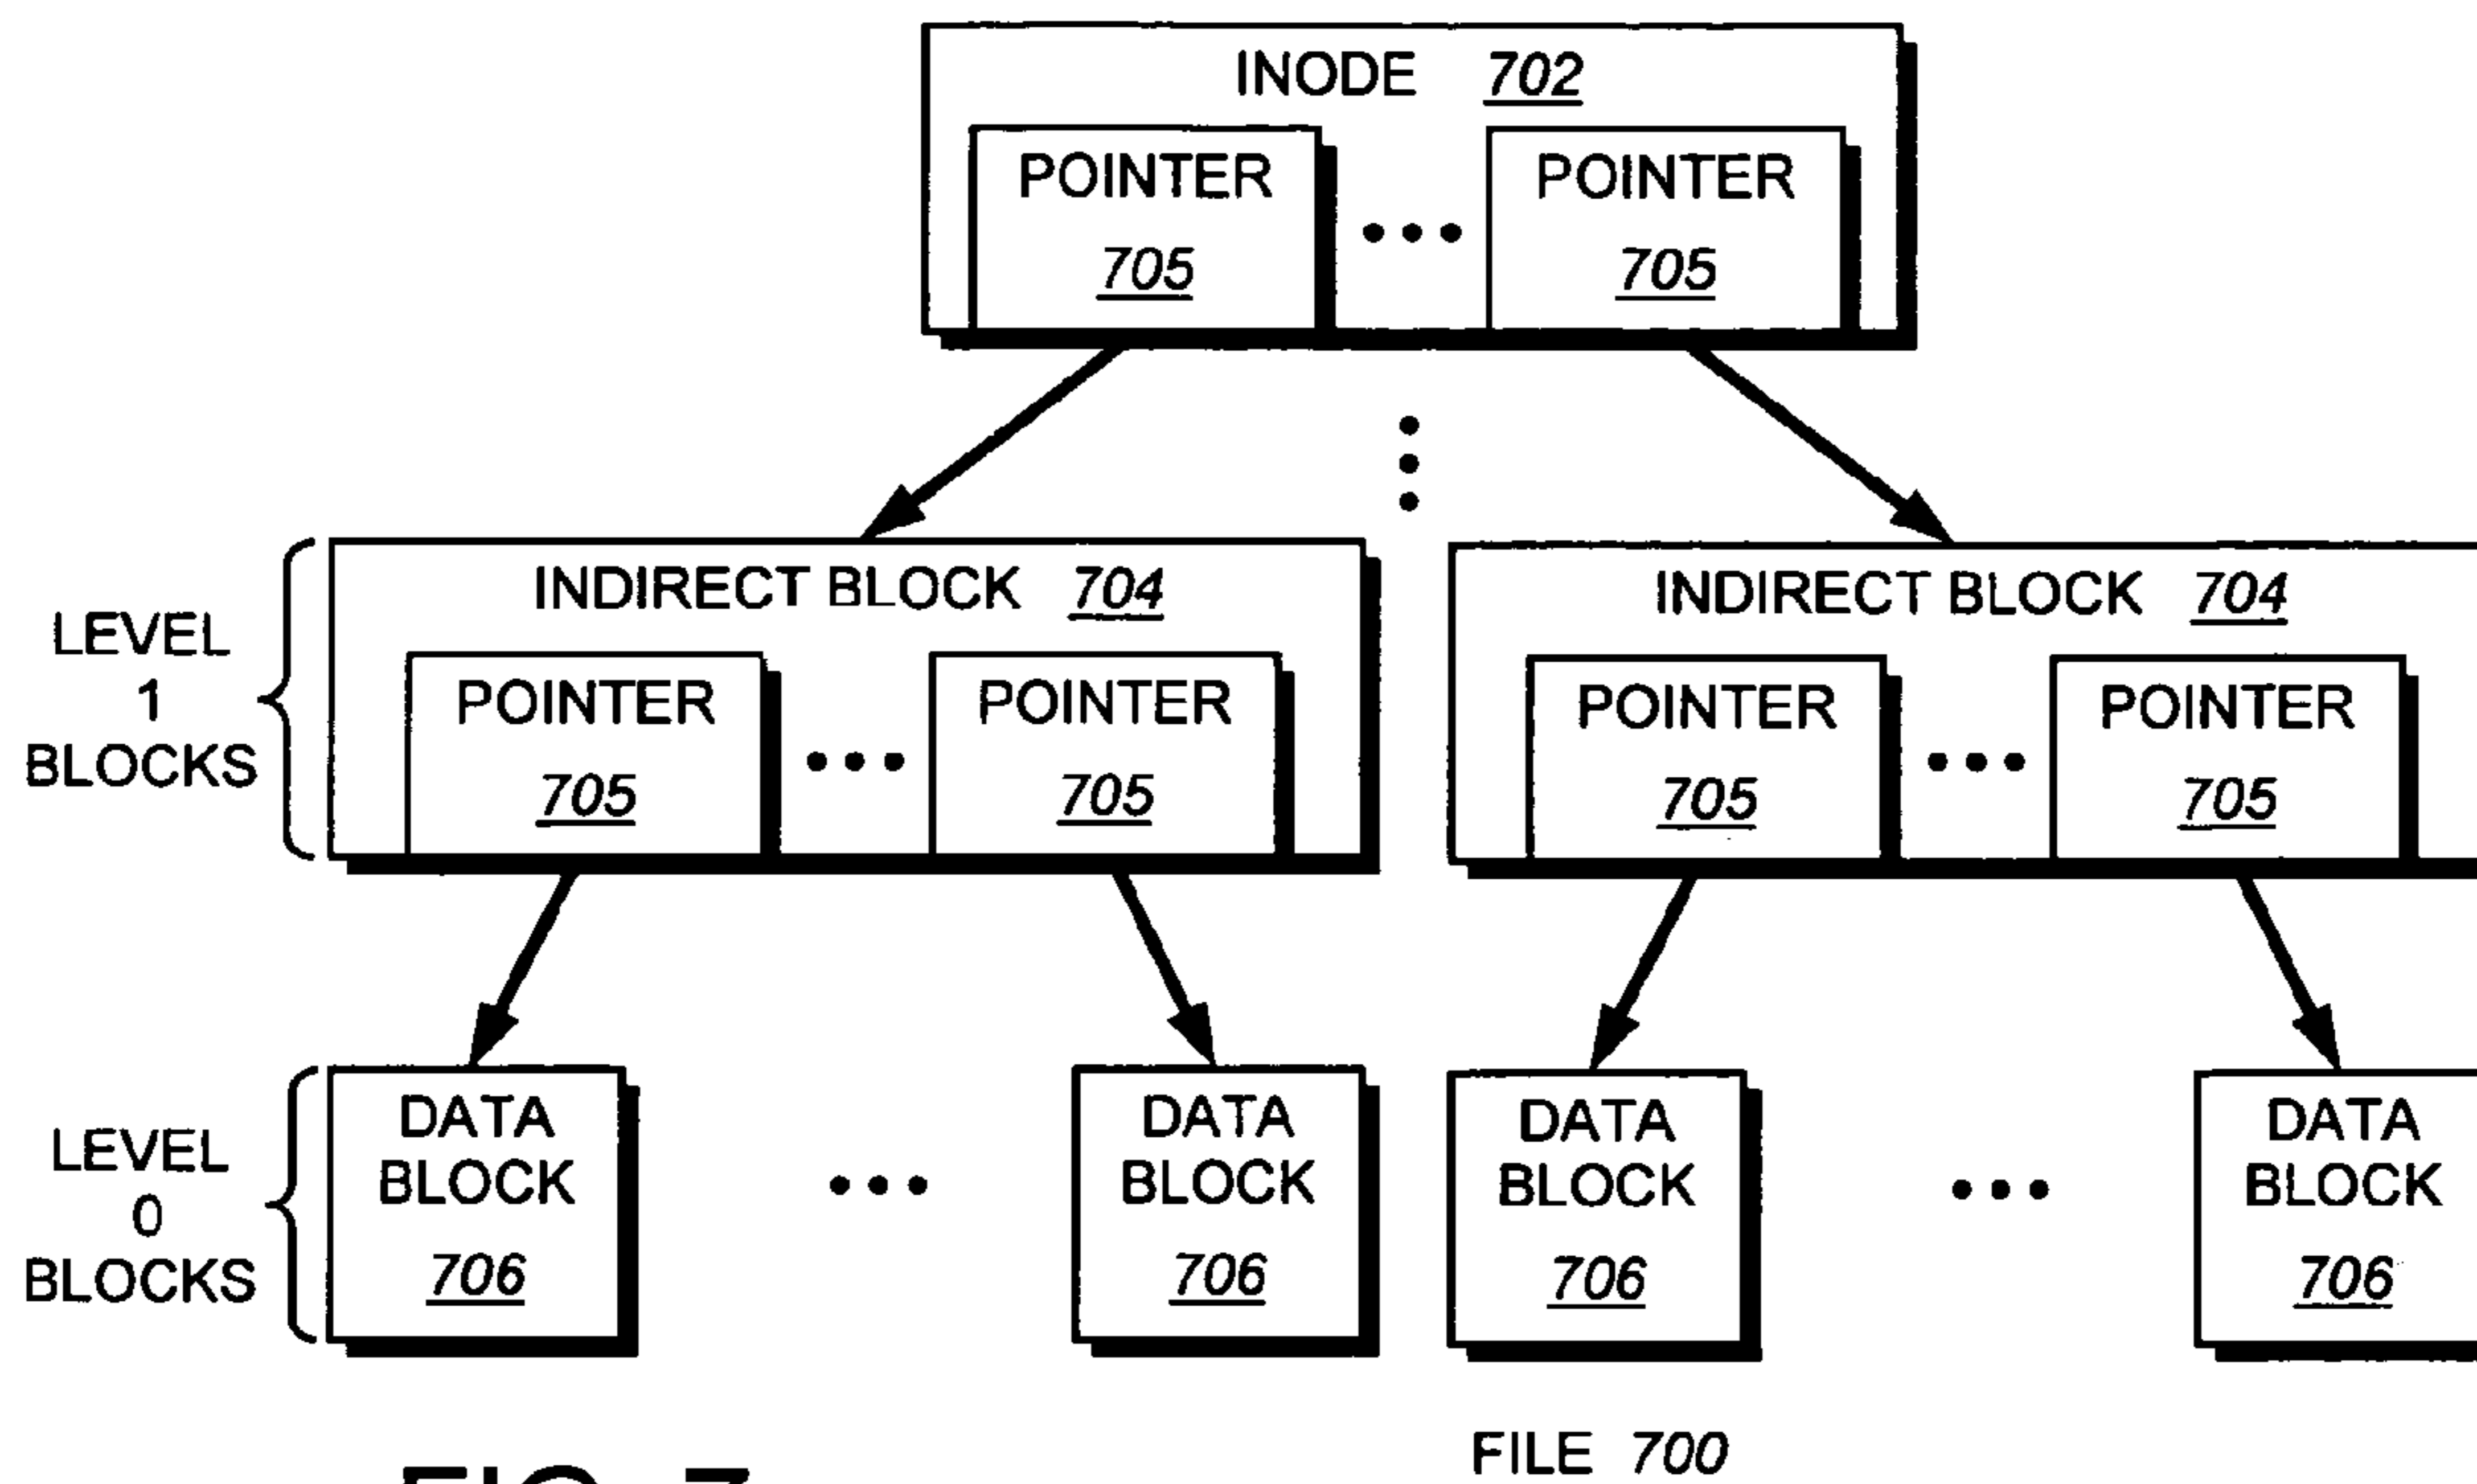 INODE 702
POINTER POINTER
705 ••• 705
LEVEL
1
BLOCKS
INDIRECT BLOCK 704
POINTER POINTER
705 ••• 705
INDIRECT BLOCK 704
POINTER POINTER
705 ••• 705
LEVEL
0
BLOCKS
DATA
BLOCK
706
•••
DATA
BLOCK
706
DATA
BLOCK
706
•••
DATA
BLOCK
706
FILE 700